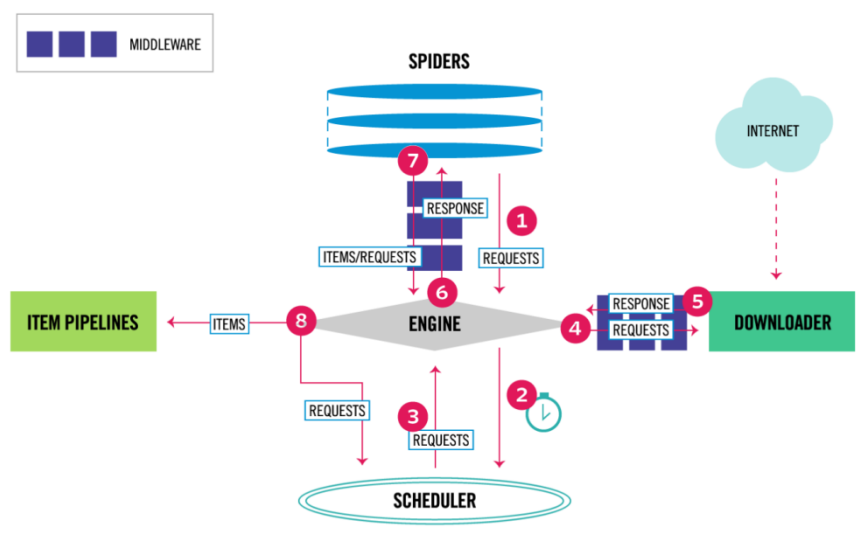 MIDDLEWARE
SPIDERS
INTERNET
7
RESPONSE
1
ITEMS/REQUESTS
REQUESTS
6
5
RESPONSE
ITEM PIPELINES
ITEMS
8
ENGINE
4
REQUESTS
DOWNLOADER
2
REQUESTS
3
REQUESTS
SCHEDULER